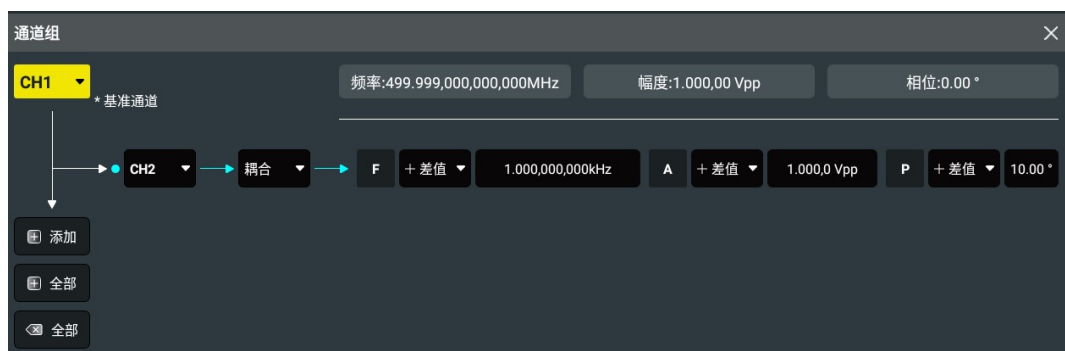 通道组
CH1
* 基准通道
频率:499.999,000,000,000MHz 幅度:1.000,00 Vpp 相位:0.00 °
CH2 耦合 F +差值 1.000,000,000kHz A +差值 1.000,0 Vpp P +差值 10.00 °
添加
全部
全部